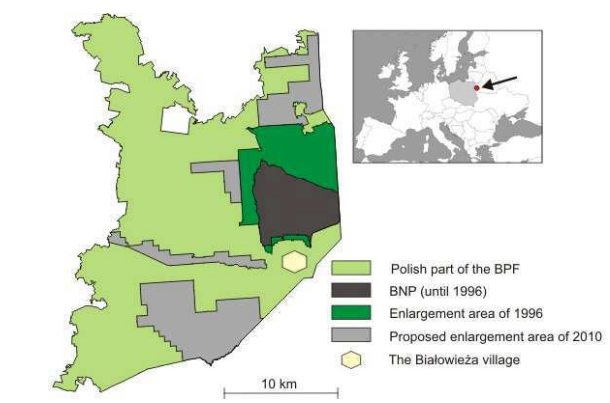 Polish part of the BPF
BNP (until 1996)
Enlargement area of 1996
Proposed enlargement area of 2010
The Białowieża village
10 km